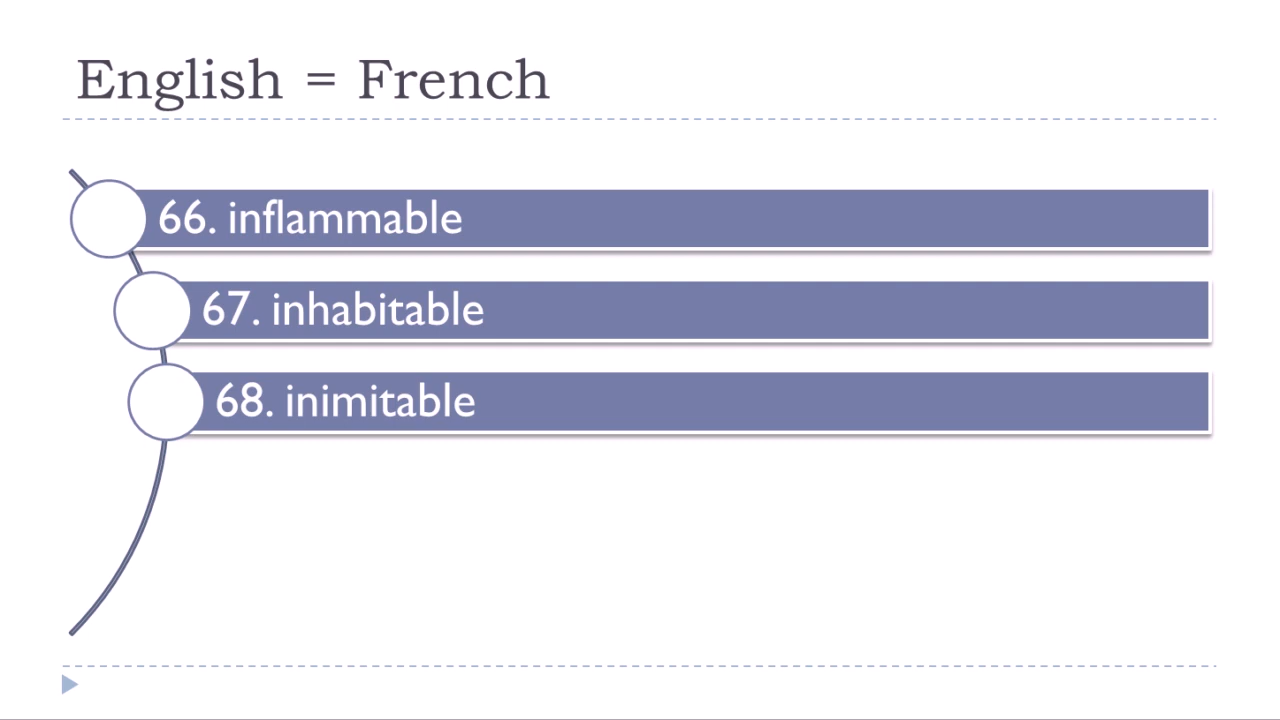 English = French
66. inflammable
67. inhabitable
68. inimitable